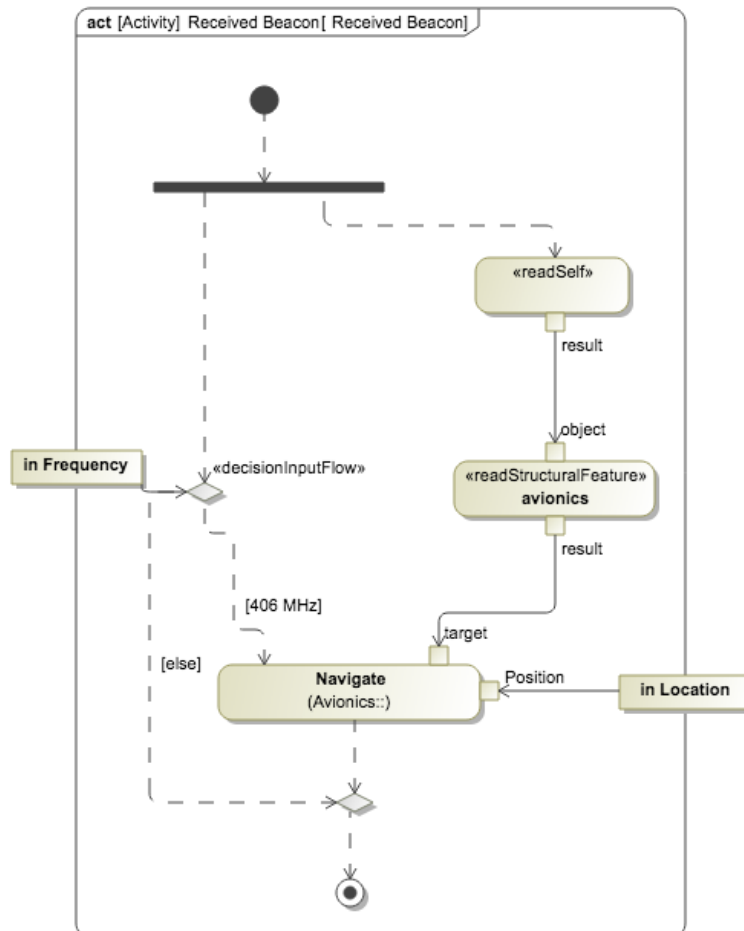 act [Activity] Received Beacon[ Received Beacon]
«readSelf»
result
object
in Frequency
«decisionInputFlow»
«readStructuralFeature»
avionics
result
[406 MHz]
target
[else]
Navigate
(Avionics::)
Position
in Location